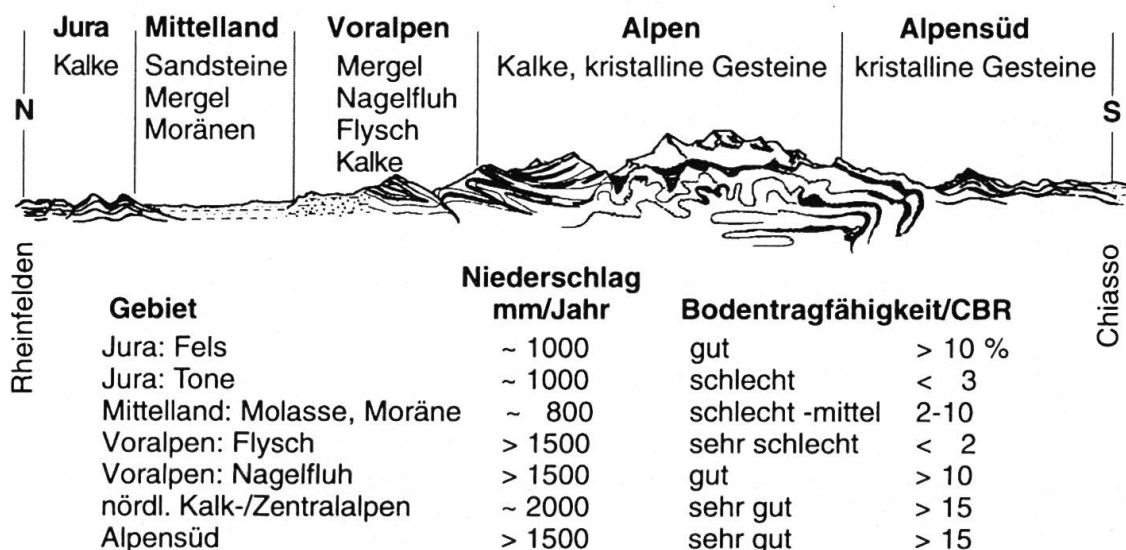 Jura Mittelland Voralpen Alpen Alpensüd
Kalke Sandsteine Mergel Kalke, kristalline Gesteine kristalline Gesteine
Mergel Nagelfluh
N S
Moränen Flysch
Kalke
Rheinfelden
Chiasso
Niederschlag
Gebiet mm/Jahr Bodentragfähigkeit/CBR
Jura: Fels ~ 1000 gut > 10 %
Jura: Tone ~ 1000 schlecht < 3
Mittelland: Molasse, Moräne ~ 800 schlecht -mittel 2-10
Voralpen: Flysch > 1500 sehr schlecht < 2
Voralpen: Nagelfluh > 1500 gut > 10
nördl. Kalk-/Zentralalpen ~ 2000 sehr gut > 15
Alpensüd > 1500 sehr gut > 15